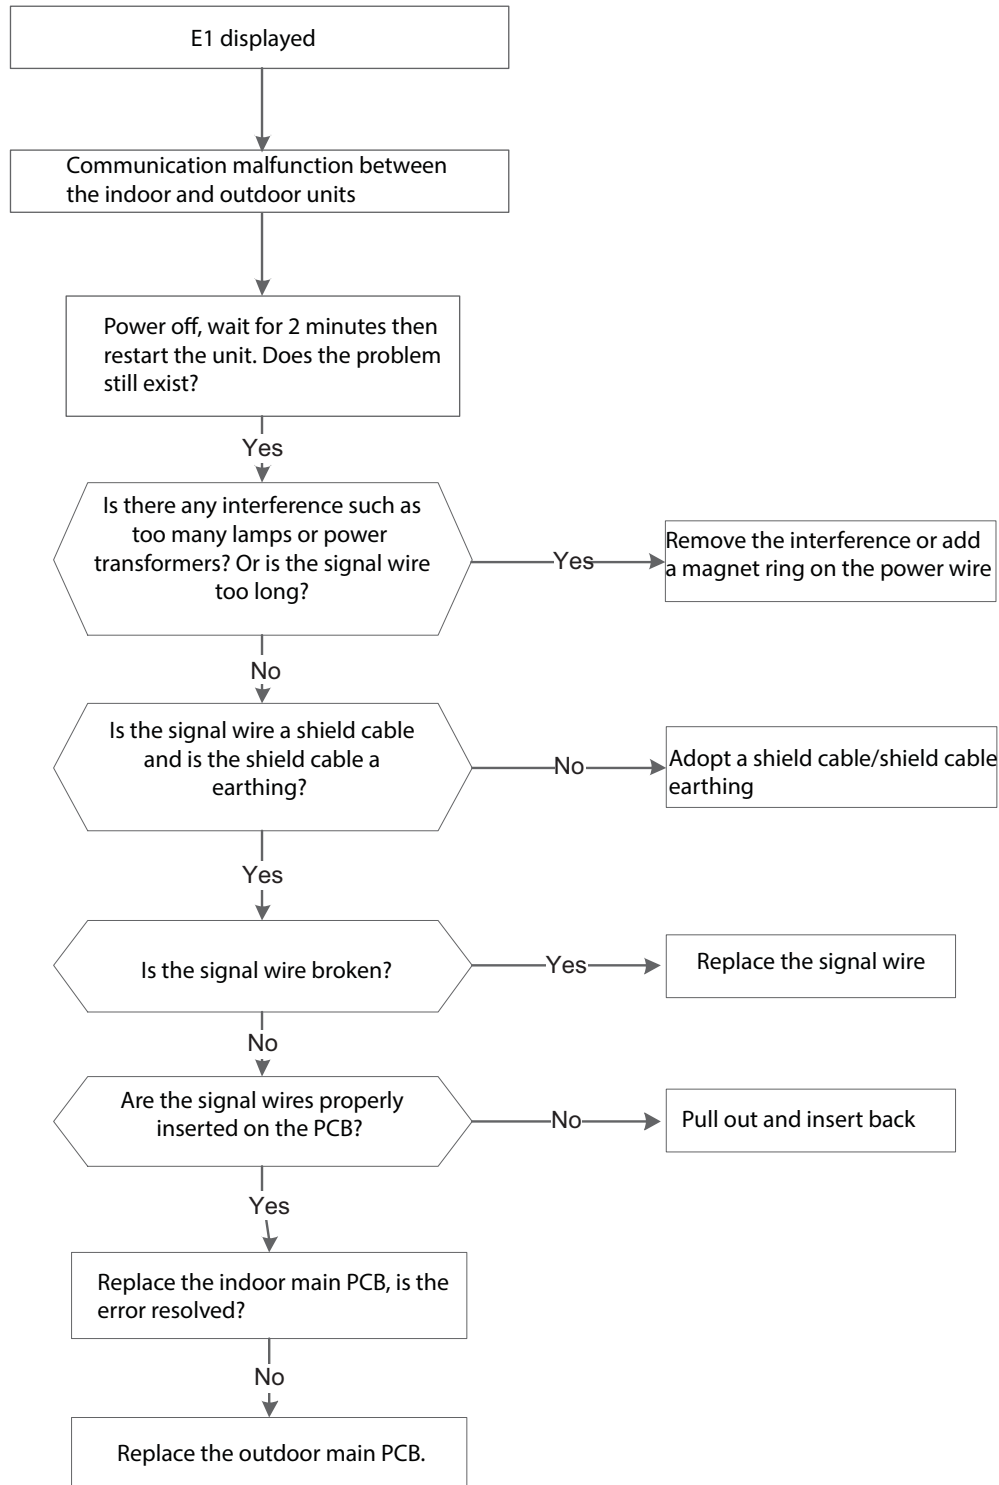 E1 displayed
Communication malfunction between
the indoor and outdoor units
Power off, wait for 2 minutes then
restart the unit. Does the problem
still exist?
Yes
Is there any interference such as
too many lamps or power
transformers? Or is the signal wire
too long?
Yes
Remove the interference or add
a magnet ring on the power wire
No
Is the signal wire a shield cable
and is the shield cable a
earthing?
No
Adopt a shield cable/shield cable
earthing
Yes
Is the signal wire broken?
Yes
Replace the signal wire
No
Are the signal wires properly
inserted on the PCB?
No
Pull out and insert back
Yes
Replace the indoor main PCB, is the
error resolved?
No
Replace the outdoor main PCB.